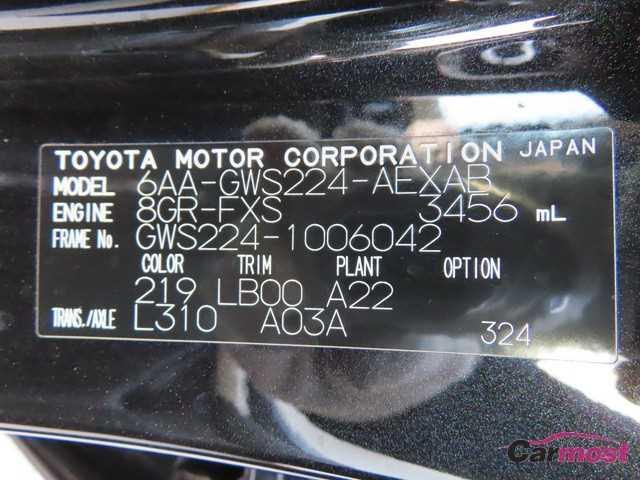 TOYOTA MOTOR CORPORATION JAPAN
MODEL 6AA-GWS224-AEXAB
ENGINE 8GR-FXS 3456 mL
FRAME No. GWS224-1006042
COLOR TRIM PLANT OPTION
219 LB00 A22
TRANS./AXLE L310 A03A 324
Carmost